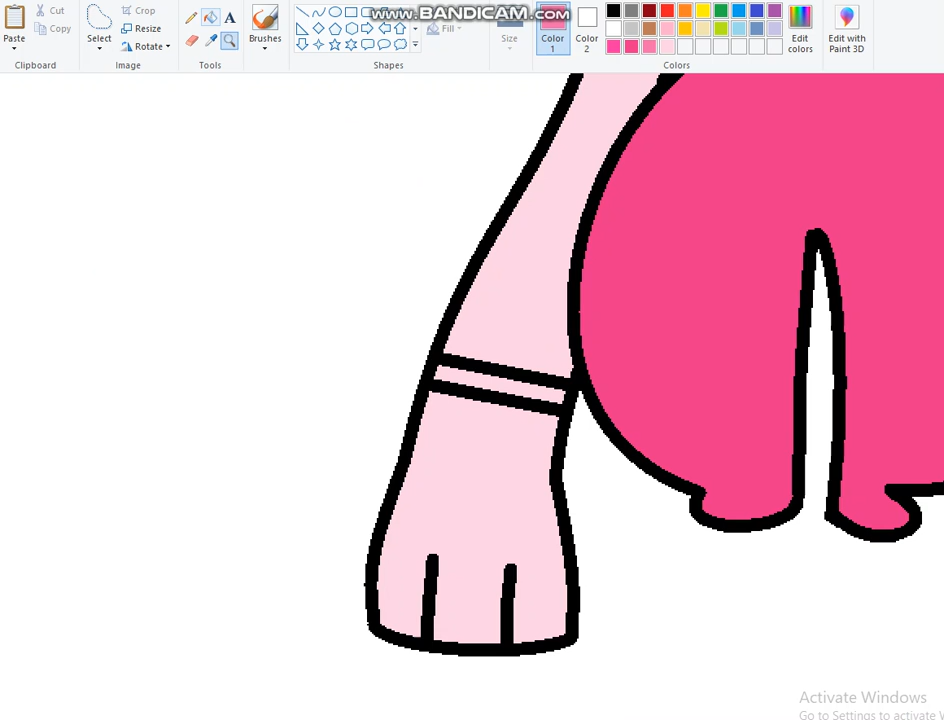 www.BANDICAM.com
Paste
Cut
Copy
Clipboard
Select
Crop
Resize
Rotate
Image
A
Tools
Brushes
Fill
Shapes
Size
Color
1
Color
2
Edit
colors
Colors
Edit with
Paint 3D
Activate Windows
Go to Settings to activate W